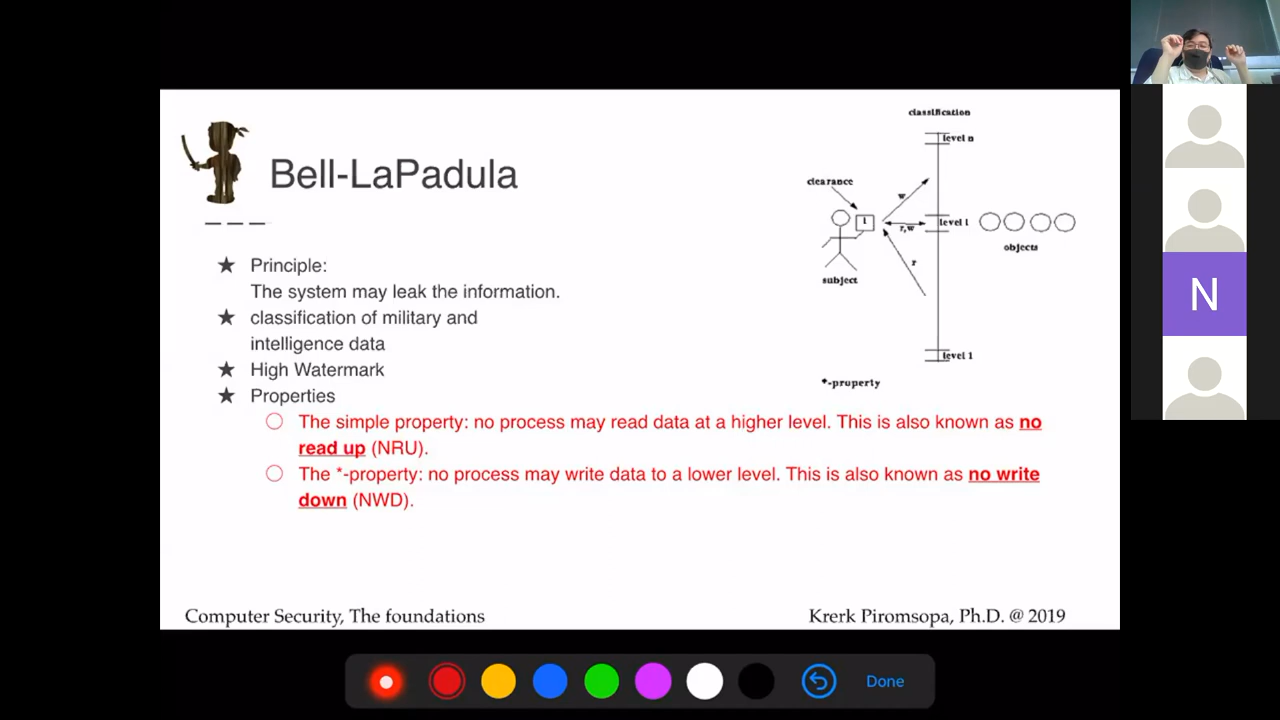 classification
level n
Bell-LaPadula
clearance
w
l
level l
r,w
objects
r
subject
★ Principle:
The system may leak the information.
★ classification of military and
intelligence data
level 1
★ High Watermark
*-property
★ Properties
○ The simple property: no process may read data at a higher level. This is also known as no
read up (NRU).
○ The *-property: no process may write data to a lower level. This is also known as no write
down (NWD).
Computer Security, The foundations
Krerk Piromsopa, Ph.D. @ 2019
N
Done